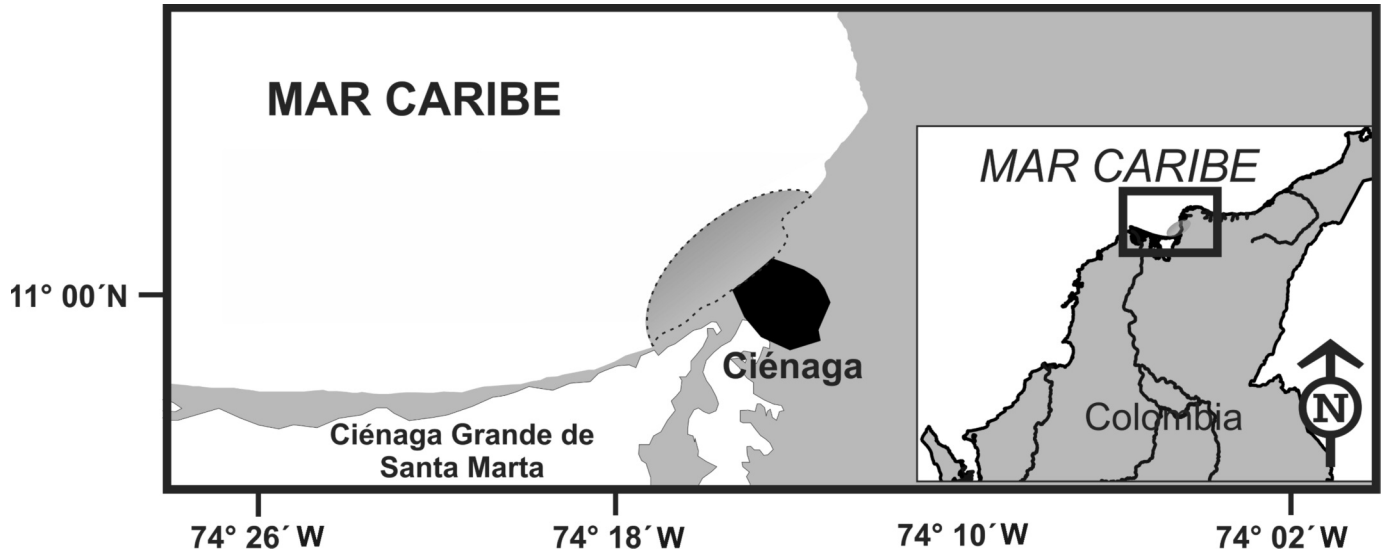 MAR CARIBE
MAR CARIBE
11° 00´N
Ciénaga
Colombia
N
Ciénaga Grande de
Santa Marta
74° 26´ W
74° 18´ W
74° 10´ W
74° 02´ W